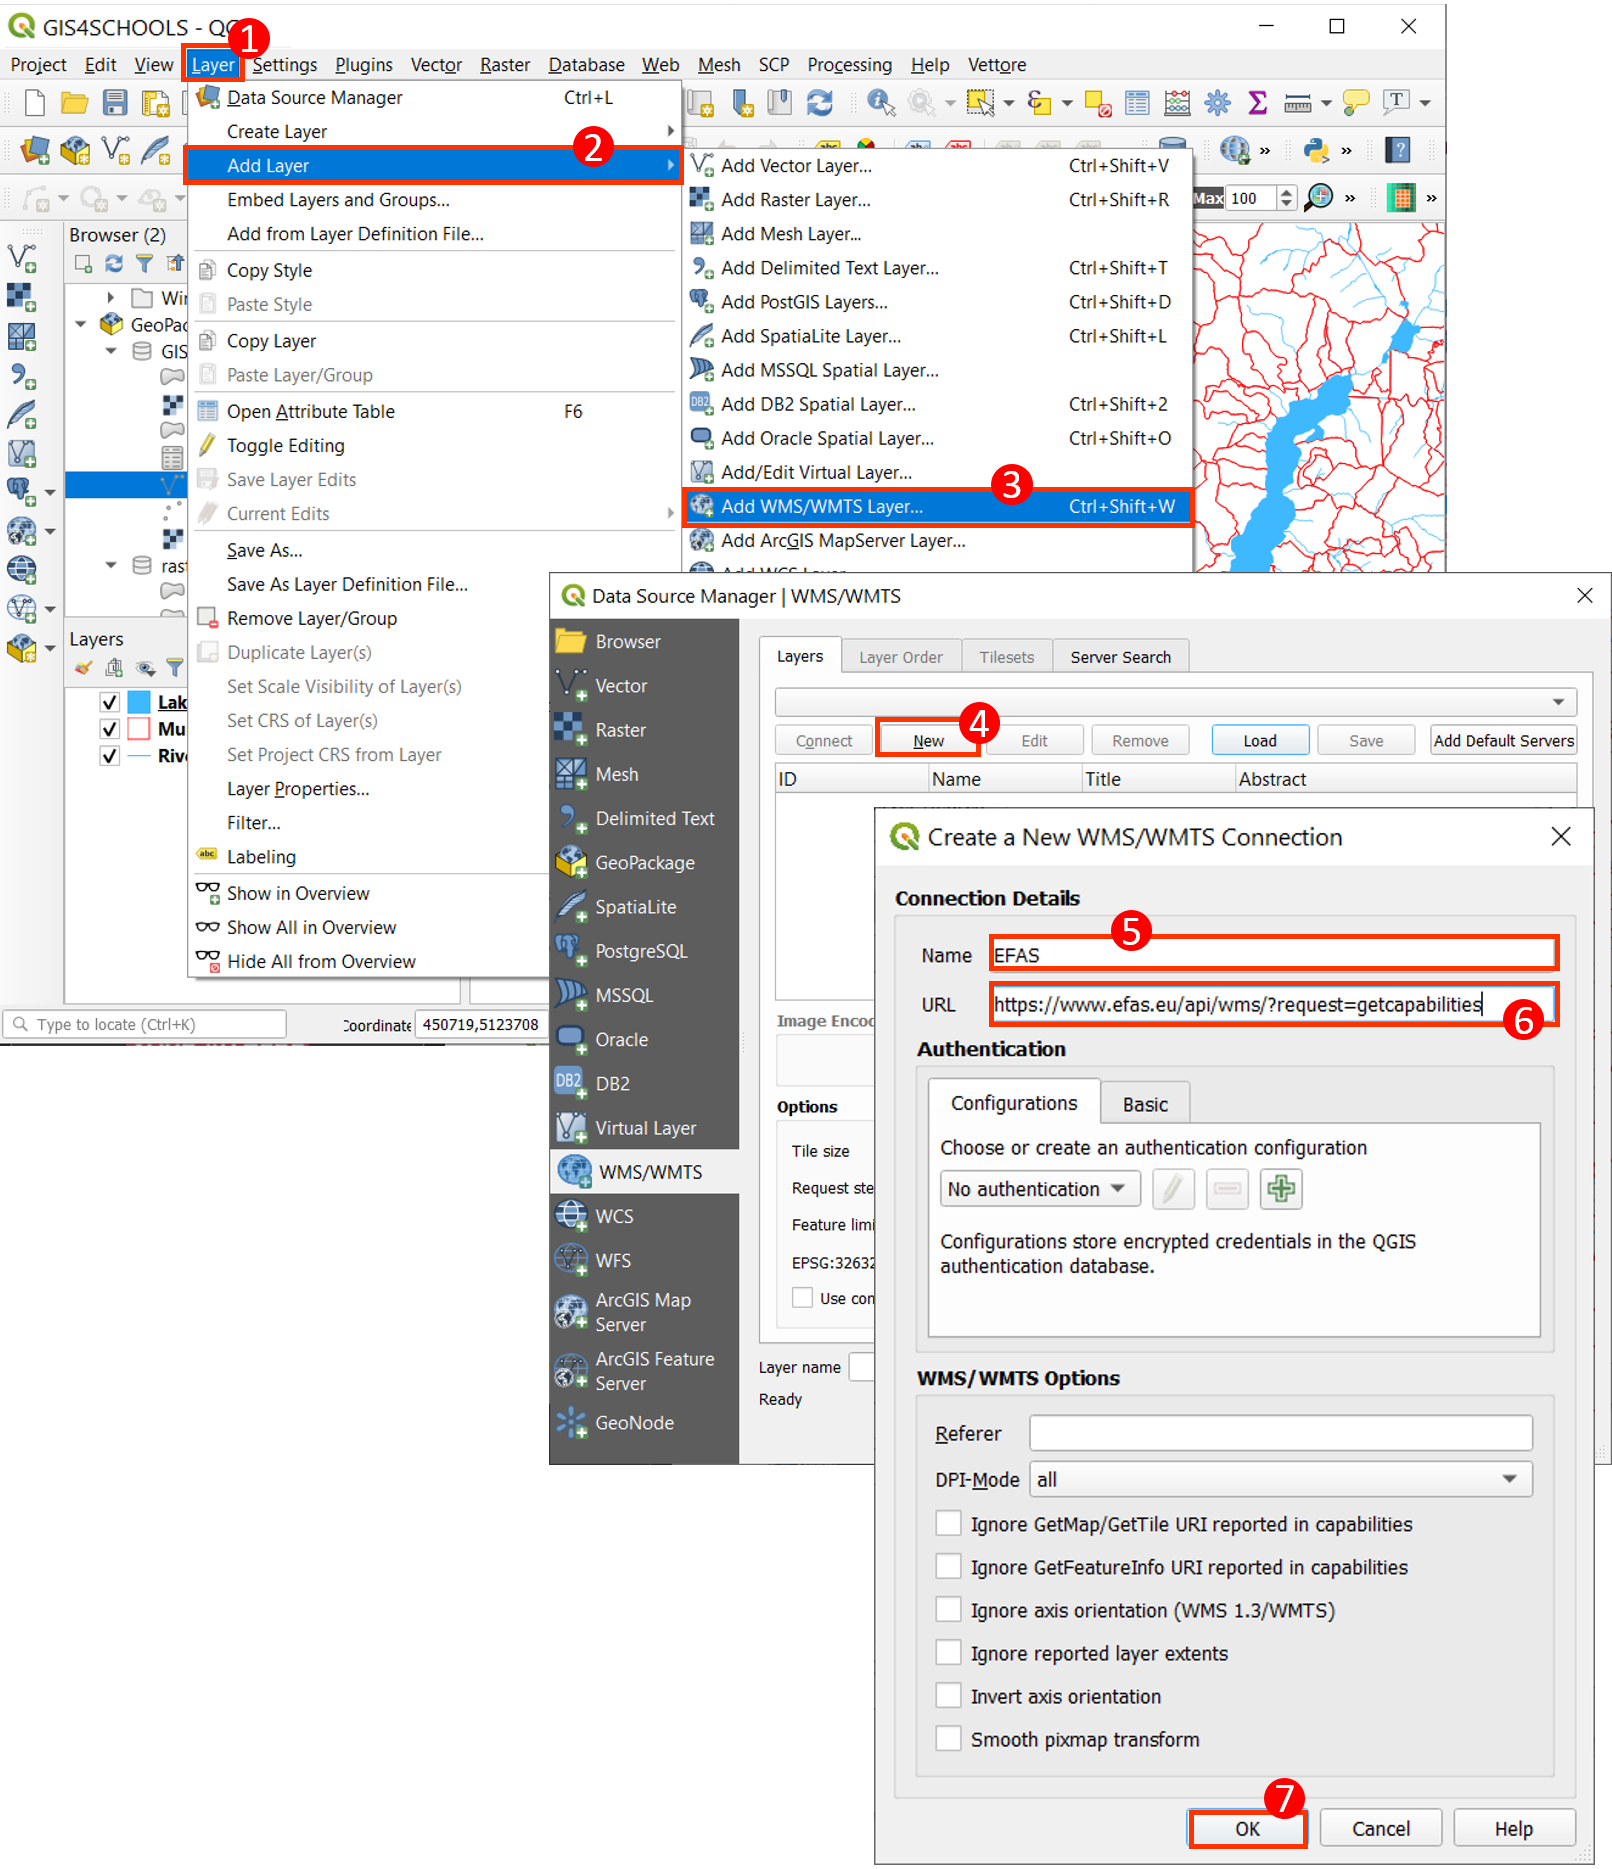 GIS4SCHOOLS - QG
1
Project Edit View Layer Settings Plugins Vector Raster Database Web Mesh SCP Processing Help Vettore
Data Source Manager Ctrl+L
Create Layer
2
Add Layer
Embed Layers and Groups...
Add from Layer Definition File...
Copy Style
Paste Style
Copy Layer
Paste Layer/Group
Open Attribute Table F6
Toggle Editing
Save Layer Edits
Current Edits
Save As...
Save As Layer Definition File...
Remove Layer/Group
Duplicate Layer(s)
Set Scale Visibility of Layer(s)
Set CRS of Layer(s)
Set Project CRS from Layer
Layer Properties...
Filter...
abc Labeling
Show in Overview
Show All in Overview
Hide All from Overview
Add Vector Layer... Ctrl+Shift+V
Add Raster Layer... Ctrl+Shift+R
Add Mesh Layer...
Add Delimited Text Layer... Ctrl+Shift+T
Add PostGIS Layers... Ctrl+Shift+D
Add SpatiaLite Layer... Ctrl+Shift+L
Add MSSQL Spatial Layer...
DB2 Add DB2 Spatial Layer... Ctrl+Shift+2
Add Oracle Spatial Layer... Ctrl+Shift+O
Add/Edit Virtual Layer...
3
Add WMS/WMTS Layer... Ctrl+Shift+W
Add ArcGIS MapServer Layer...
Add WCS Layer
Max 100
Browser (2)
Win
GeoPac
GIS
rast
Layers
Lak
Mu
Rive
Type to locate (Ctrl+K)
Coordinate 450719,5123708
Data Source Manager | WMS/WMTS
Browser
Vector
Raster
Mesh
Delimited Text
GeoPackage
SpatiaLite
PostgreSQL
MSSQL
Oracle
DB2 DB2
Virtual Layer
WMS/WMTS
WCS
WFS
ArcGIS Map
Server
ArcGIS Feature
Server
GeoNode
Layers Layer Order Tilesets Server Search
4
Connect New Edit Remove Load Save Add Default Servers
ID Name Title Abstract
Image Enco
Options
Tile size
Request ste
Feature limi
EPSG:32632
Use con
Layer name
Ready
Create a New WMS/WMTS Connection
Connection Details
5
Name EFAS
URL https://www.efas.eu/api/wms/?request=getcapabilities
6
Authentication
Configurations Basic
Choose or create an authentication configuration
No authentication
Configurations store encrypted credentials in the QGIS
authentication database.
WMS/WMTS Options
Referer
DPI-Mode all
Ignore GetMap/GetTile URI reported in capabilities
Ignore GetFeatureInfo URI reported in capabilities
Ignore axis orientation (WMS 1.3/WMTS)
Ignore reported layer extents
Invert axis orientation
Smooth pixmap transform
7
OK Cancel Help